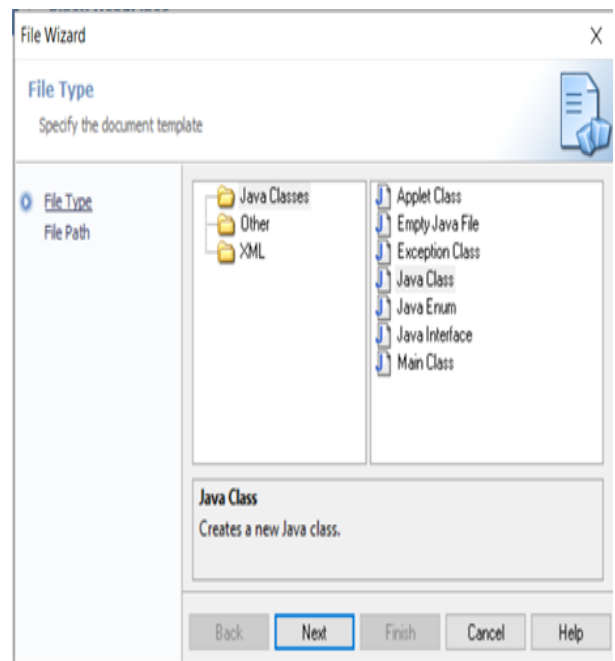 File Wizard
File Type
Specify the document template
File Type
File Path
Java Classes
Other
XML
Applet Class
Empty Java File
Exception Class
Java Class
Java Enum
Java Interface
Main Class
Java Class
Creates a new Java class.
Back Next Finish Cancel Help